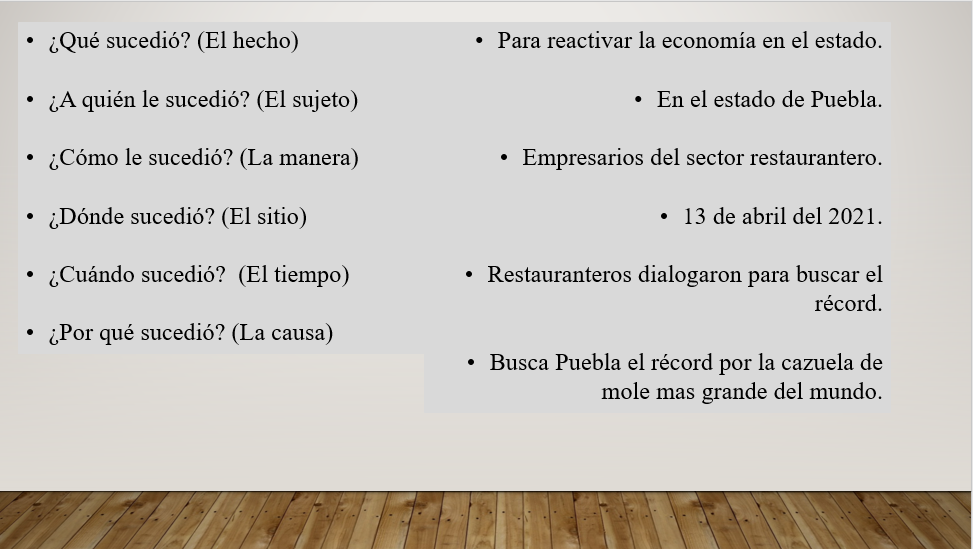 • ¿Qué sucedió? (El hecho)
• ¿A quién le sucedió? (El sujeto)
• ¿Cómo le sucedió? (La manera)
• ¿Dónde sucedió? (El sitio)
• ¿Cuándo sucedió?  (El tiempo)
• ¿Por qué sucedió? (La causa)
• Para reactivar la economía en el estado.
• En el estado de Puebla.
• Empresarios del sector restaurantero.
• 13 de abril del 2021.
• Restauranteros dialogaron para buscar el
récord.
• Busca Puebla el récord por la cazuela de
mole mas grande del mundo.